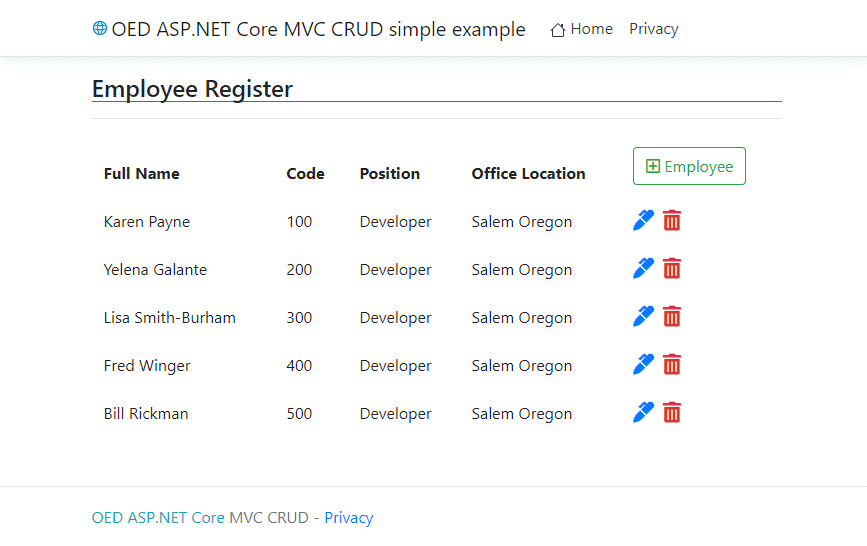 OED ASP.NET Core MVC CRUD simple example Home Privacy
Employee Register
Full Name Code Position Office Location Employee
Karen Payne 100 Developer Salem Oregon
Yelena Galante 200 Developer Salem Oregon
Lisa Smith-Burham 300 Developer Salem Oregon
Fred Winger 400 Developer Salem Oregon
Bill Rickman 500 Developer Salem Oregon
OED ASP.NET Core MVC CRUD - Privacy